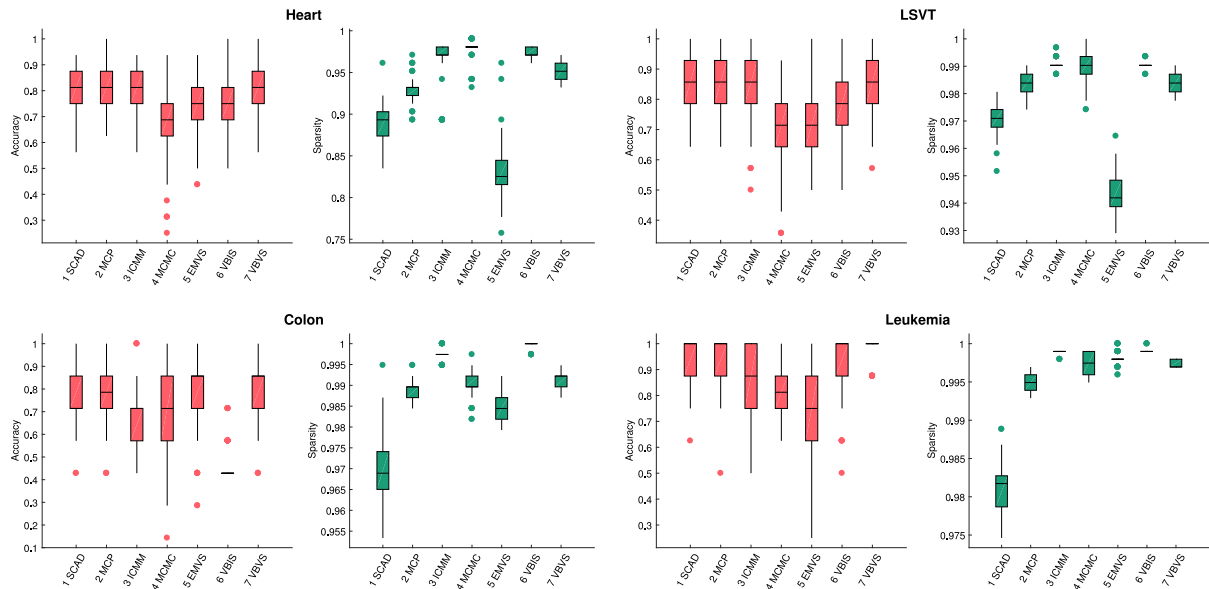 Heart
Accuracy
1
0.9
0.8
0.7
0.6
0.5
0.4
0.3
1 SCAD
2 MCP
3 ICMM
4 MCMC
5 EMVS
6 VBIS
7 VBVS
Sparsity
1
0.95
0.9
0.85
0.8
0.75
1 SCAD
2 MCP
3 ICMM
4 MCMC
5 EMVS
6 VBIS
7 VBVS
LSVT
Accuracy
1
0.9
0.8
0.7
0.6
0.5
0.4
1 SCAD
2 MCP
3 ICMM
4 MCMC
5 EMVS
6 VBIS
7 VBVS
Sparsity
1
0.99
0.98
0.97
0.96
0.95
0.94
0.93
1 SCAD
2 MCP
3 ICMM
4 MCMC
5 EMVS
6 VBIS
7 VBVS
Colon
Accuracy
1
0.9
0.8
0.7
0.6
0.5
0.4
0.3
0.2
0.1
1 SCAD
2 MCP
3 ICMM
4 MCMC
5 EMVS
6 VBIS
7 VBVS
Sparsity
0.995
0.985
0.975
0.965
0.955
1 SCAD
2 MCP
3 ICMM
4 MCMC
5 EMVS
6 VBIS
7 VBVS
Leukemia
Accuracy
1
0.9
0.8
0.7
0.6
0.5
0.4
0.3
1 SCAD
2 MCP
3 ICMM
4 MCMC
5 EMVS
6 VBIS
7 VBVS
Sparsity
1
0.995
0.99
0.985
0.98
0.975
1 SCAD
2 MCP
3 ICMM
4 MCMC
5 EMVS
6 VBIS
7 VBVS